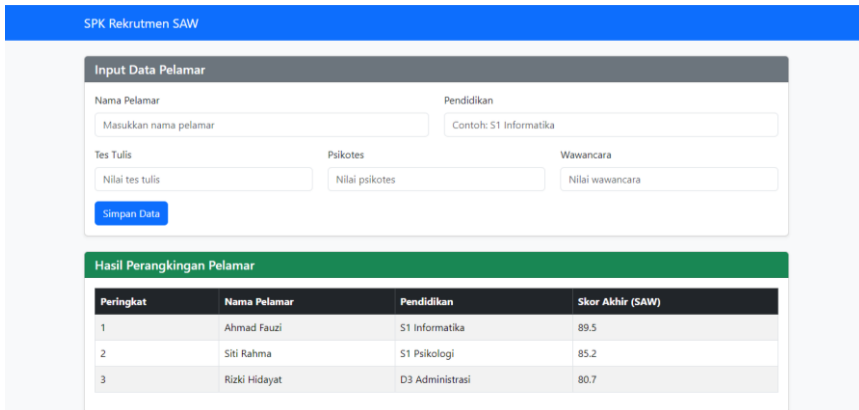 SPK Rekrutmen SAW
Input Data Pelamar
Nama Pelamar Pendidikan
Masukkan nama pelamar Contoh: S1 Informatika
Tes Tulis Psikotes Wawancara
Nilai tes tulis Nilai psikotes Nilai wawancara
Simpan Data
Hasil Perangkingan Pelamar
Peringkat Nama Pelamar Pendidikan Skor Akhir (SAW)
1 Ahmad Fauzi S1 Informatika 89.5
2 Siti Rahma S1 Psikologi 85.2
3 Rizki Hidayat D3 Administrasi 80.7